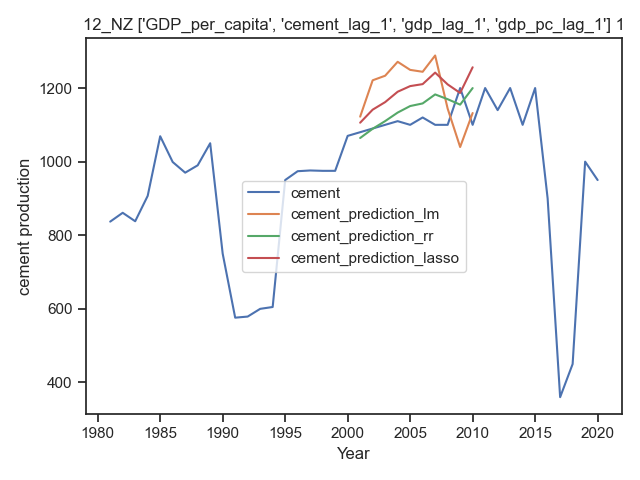 12_NZ ['GDP_per_capita', 'cement_lag_1', 'gdp_lag_1', 'gdp_pc_lag_1'] 1
1200
1000
800
600
400
cement production
cement
cement_prediction_lm
cement_prediction_rr
cement_prediction_lasso
1980 1985 1990 1995 2000 2005 2010 2015 2020
Year